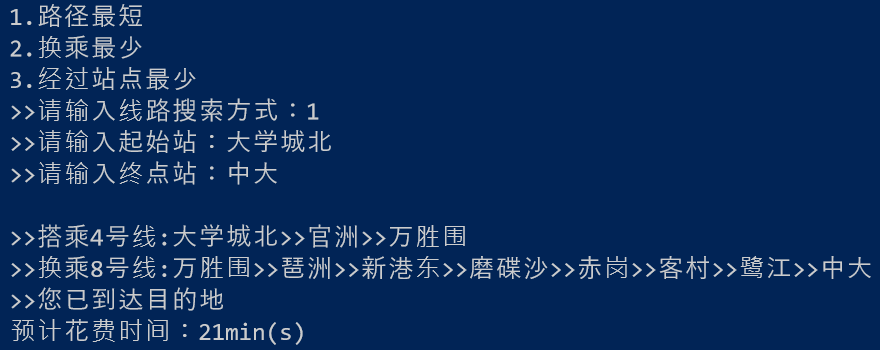 1.路径最短
2.换乘最少
3.经过站点最少
>>请输入线路搜索方式：1
>>请输入起始站：大学城北
>>请输入终点站：中大
>>搭乘4号线:大学城北>>官洲>>万胜围
>>换乘8号线:万胜围>>琶洲>>新港东>>磨碟沙>>赤岗>>客村>>鹭江>>中大
>>您已到达目的地
预计花费时间：21min(s)